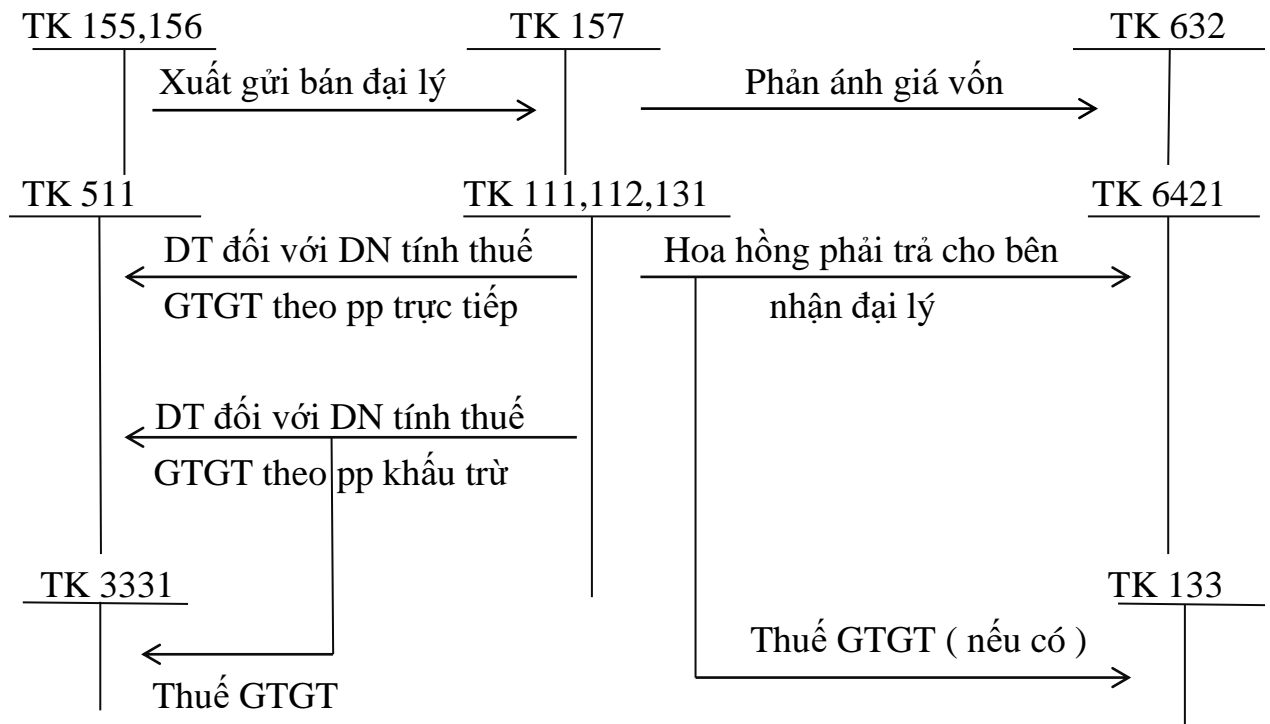 TK 155,156
TK 157
TK 632
Xuất gửi bán đại lý
Phản ánh giá vốn
TK 511
TK 111,112,131
TK 6421
DT đối với DN tính thuế
Hoa hồng phải trả cho bên
GTGT theo pp trực tiếp
nhận đại lý
DT đối với DN tính thuế
GTGT theo pp khấu trừ
TK 3331
TK 133
Thuế GTGT ( nếu có )
Thuế GTGT